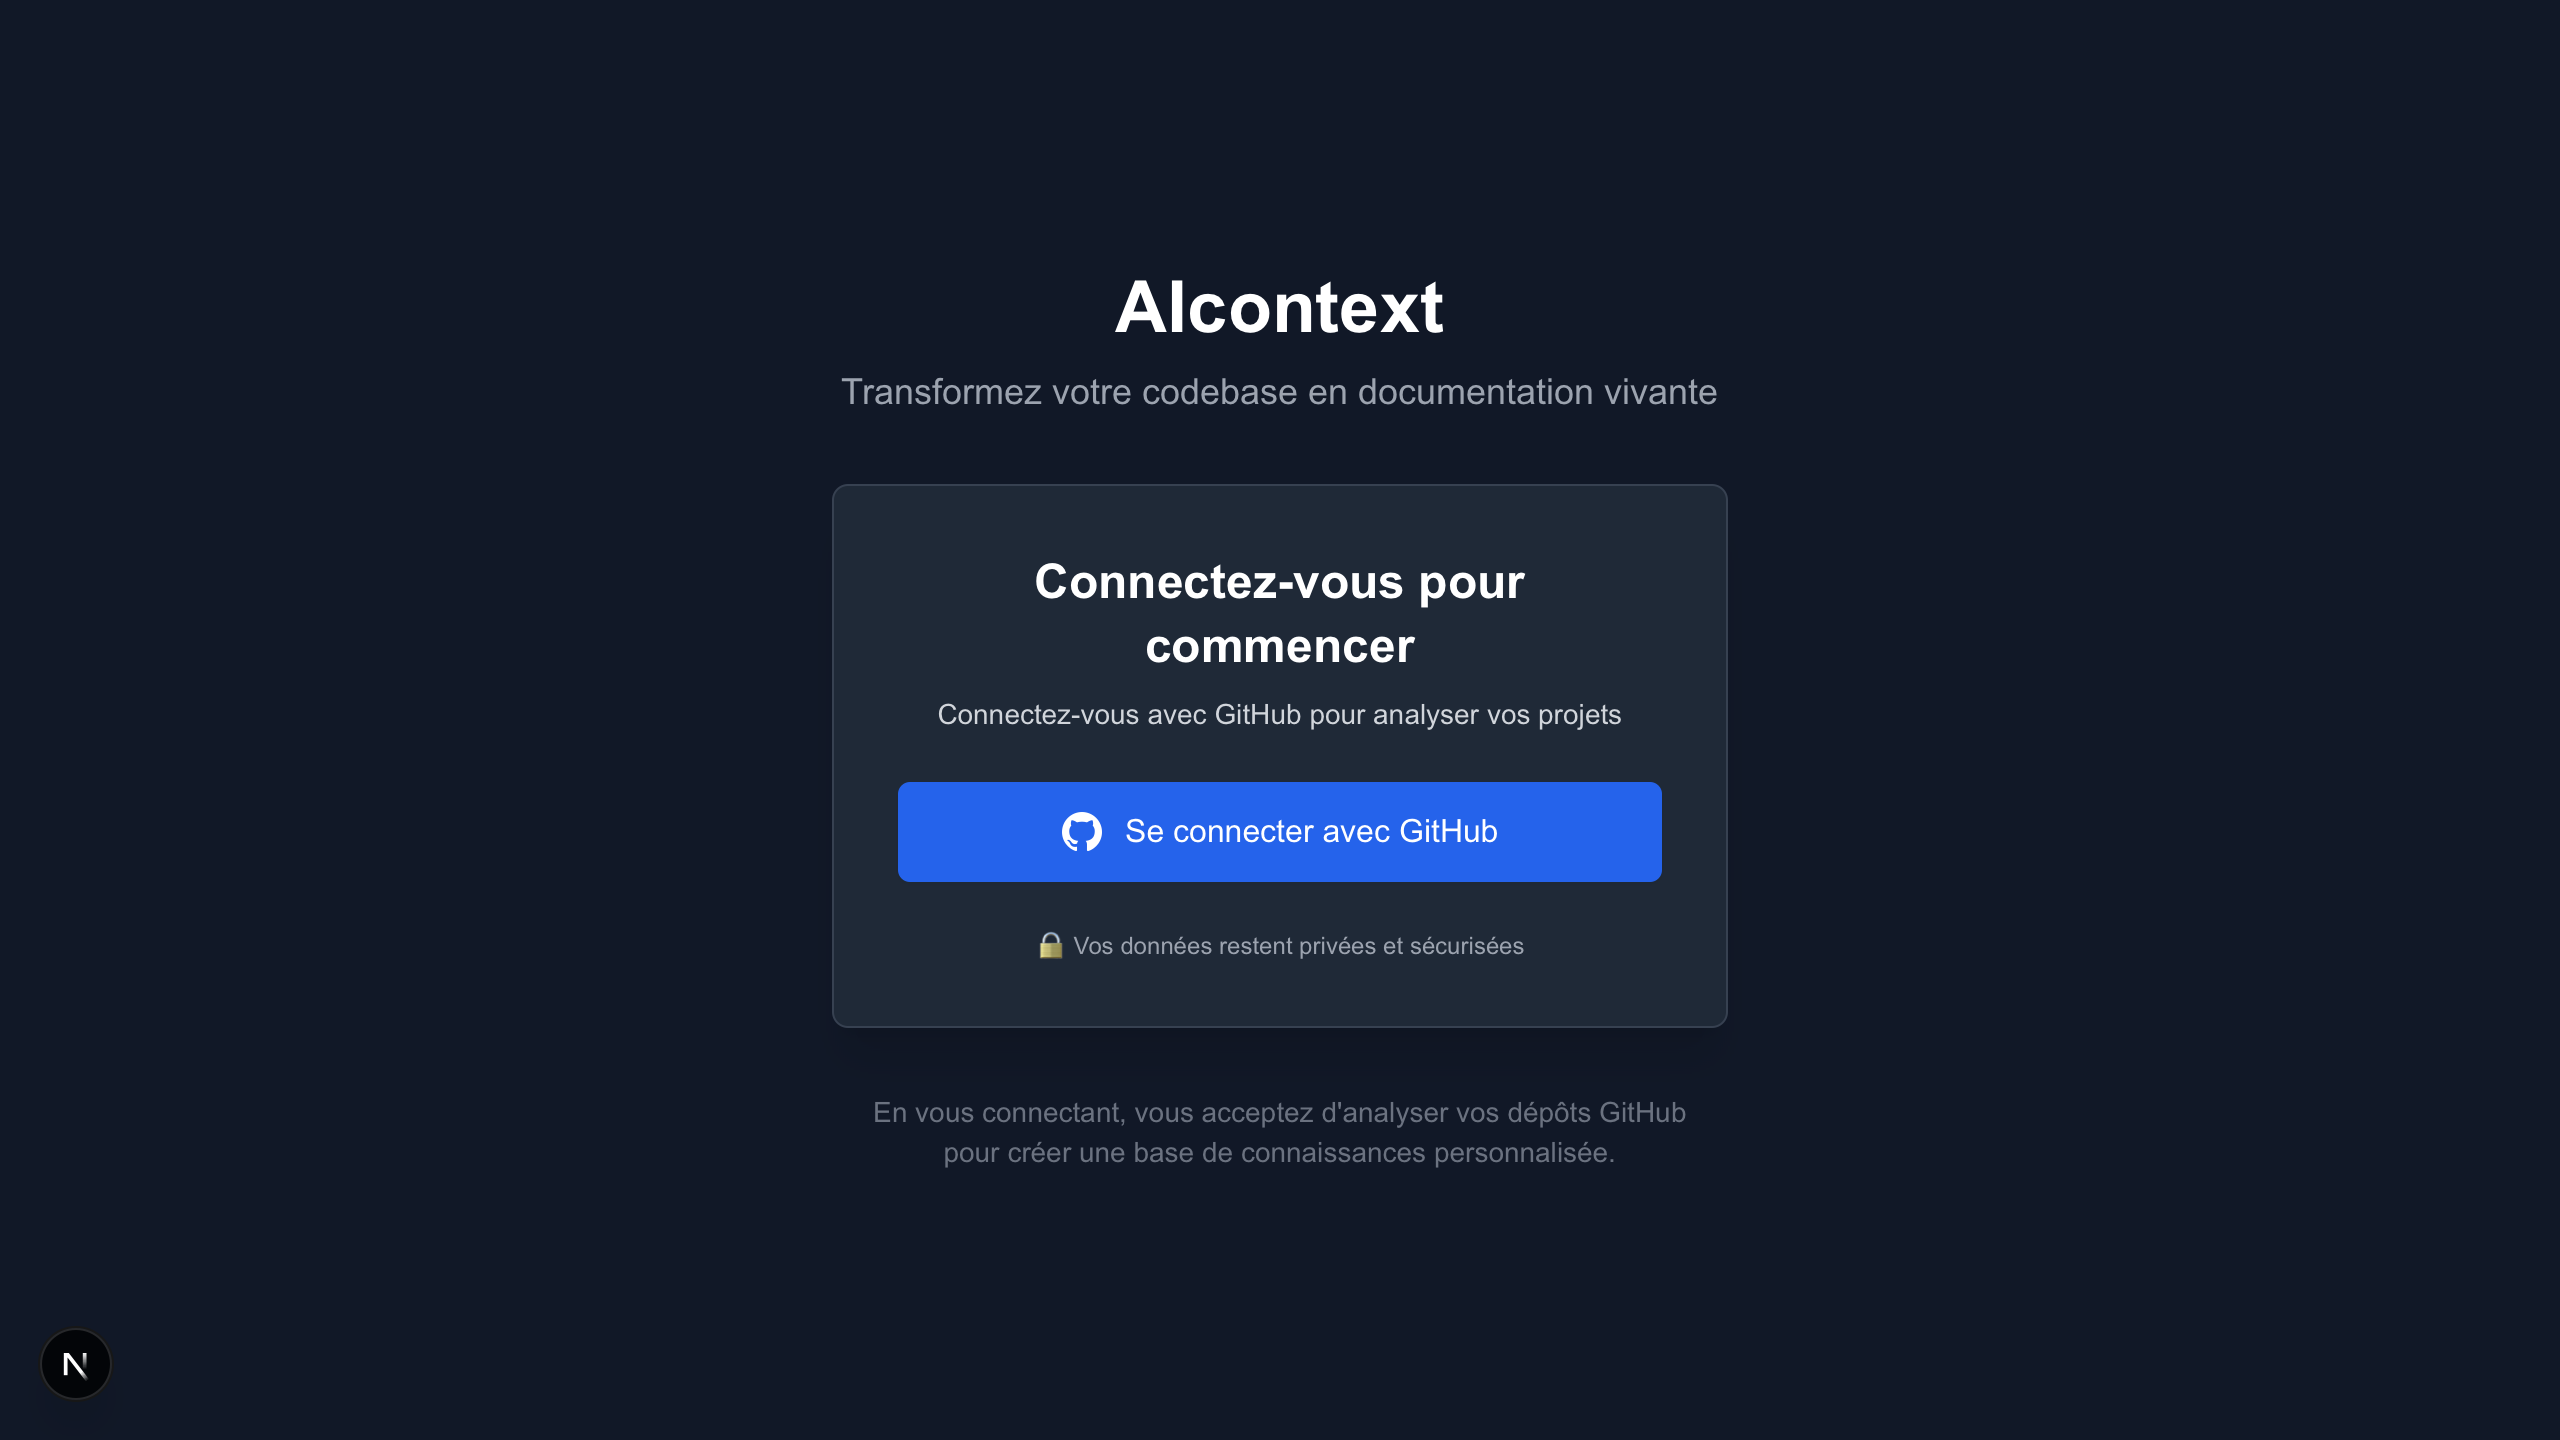 AIcontext
Transformez votre codebase en documentation vivante
Connectez-vous pour
commencer
Connectez-vous avec GitHub pour analyser vos projets
Se connecter avec GitHub
🔒 Vos données restent privées et sécurisées
En vous connectant, vous acceptez d'analyser vos dépôts GitHub
pour créer une base de connaissances personnalisée.
N